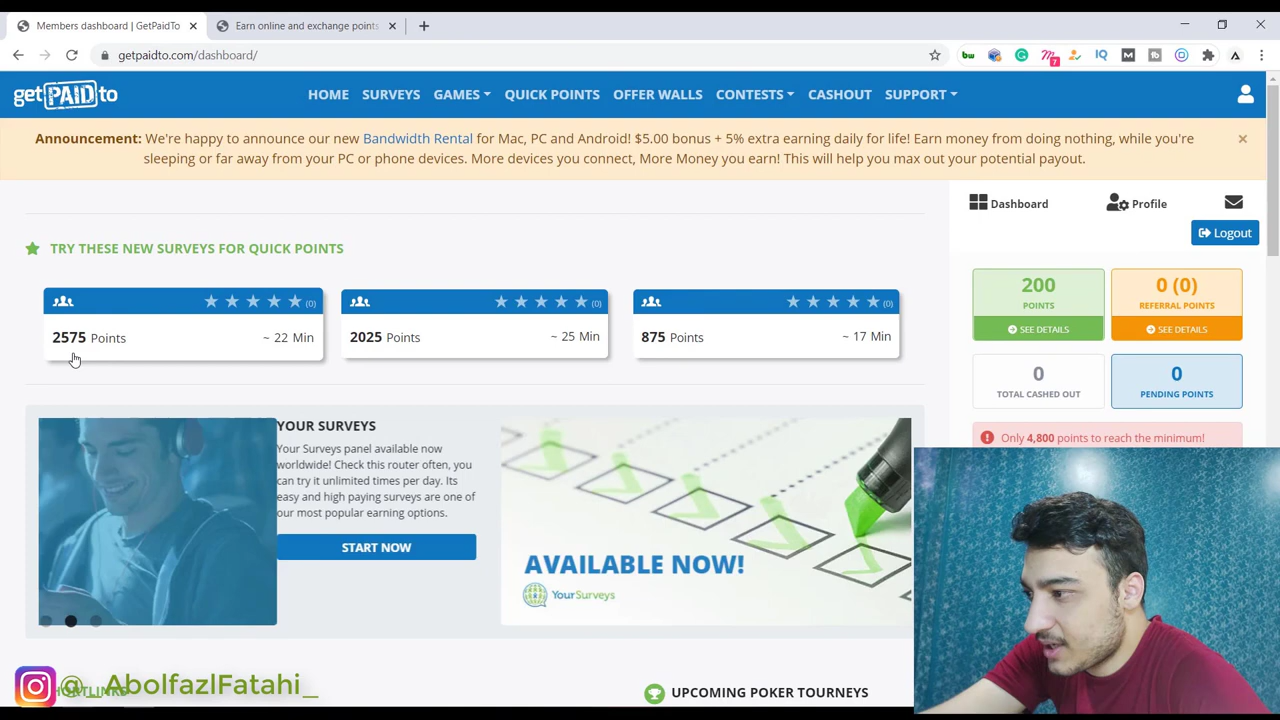 Members dashboard | GetPaidTo
Earn online and exchange points
getpaidto.com/dashboard/
get PAID to
HOME SURVEYS GAMES QUICK POINTS OFFER WALLS CONTESTS CASHOUT SUPPORT
Announcement: We're happy to announce our new Bandwidth Rental for Mac, PC and Android! $5.00 bonus + 5% extra earning daily for life! Earn money from doing nothing, while you're
sleeping or far away from your PC or phone devices. More devices you connect, More Money you earn! This will help you max out your potential payout.
Dashboard Profile
Logout
TRY THESE NEW SURVEYS FOR QUICK POINTS
(0) (0) (0)
2575 Points ~ 22 Min 2025 Points ~ 25 Min 875 Points ~ 17 Min
200 0 (0)
POINTS REFERRAL POINTS
SEE DETAILS SEE DETAILS
0 0
TOTAL CASHED OUT PENDING POINTS
Only 4,800 points to reach the minimum!
YOUR SURVEYS
Your Surveys panel available now
worldwide! Check this router often, you
can try it unlimited times per day. Its
easy and high paying surveys are one of
our most popular earning options.
START NOW
AVAILABLE NOW!
YourSurveys
@_AbolfazlFatahi_
UPCOMING POKER TOURNEYS